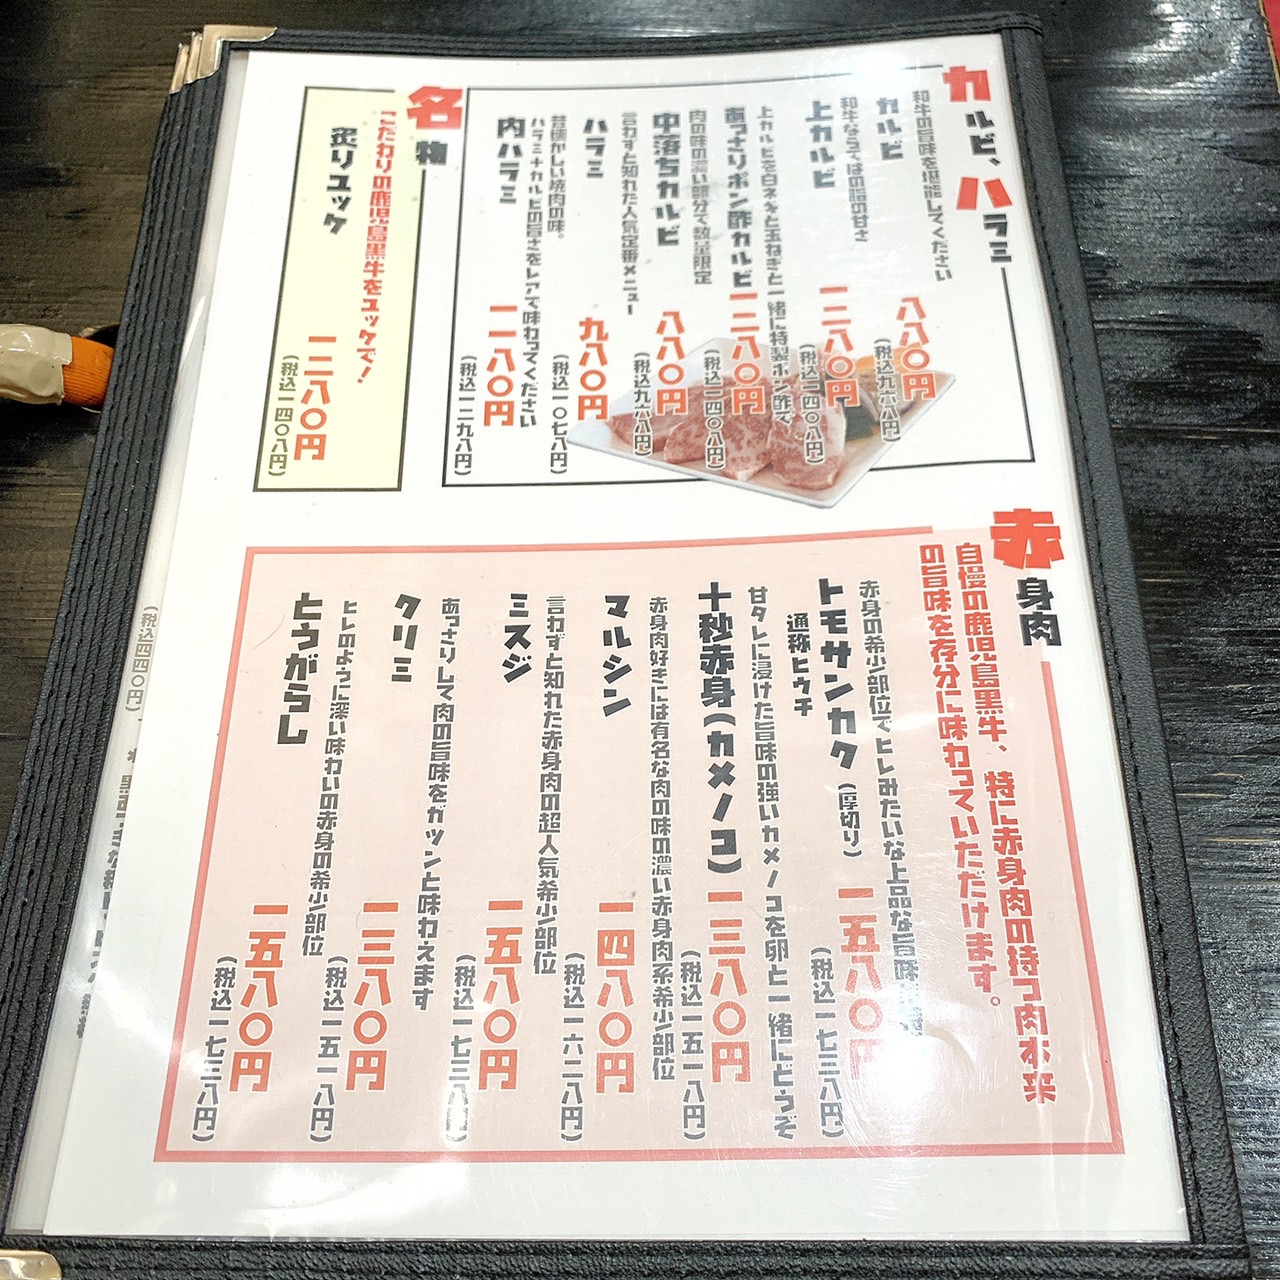 カルビ、ハラミ
和牛の旨味を堪能してください
カルビ
八八〇円
(税込九六八円)
和牛ならではの脂の甘さ
上カルビ
一二八〇円
(税込一四〇八円)
上カルビを白ネギと玉ねぎと一緒に特製ポン酢で
あっさりポン酢カルビ
一二八〇円
(税込一四〇八円)
肉の味の濃い部分で数量限定
中落ちカルビ
八八〇円
(税込九六八円)
言わずと知れた人気定番メニュー
ハラミ
九八〇円
(税込一〇七八円)
昔懐かしい焼肉の味。
ハラミ+カルビの旨さをレアで味わってください
内ハラミ
一一八〇円
(税込一二九八円)
名物
こだわりの鹿児島黒牛をユッケで!
炙りユッケ
一二八〇円
(税込一四〇八円)
赤身肉
自慢の鹿児島黒牛、特に赤身肉の持つ肉本来
の旨味を存分に味わっていただけます。
赤身の希少部位でヒレみたいな上品な旨味
トモサンカク(厚切り)
通称ヒウチ
一五八〇円
(税込一七三八円)
甘タレに浸けた旨味の強いカメノコを卵と一緒にどうぞ
十秒赤身(カメノコ)
一三八〇円
(税込一五一八円)
赤身肉好きには有名な肉の味の濃い赤身肉系希少部位
マルシン
一四八〇円
(税込一六二八円)
言わずと知れた赤身肉の超人気希少部位
ミスジ
一五八〇円
(税込一七三八円)
あっさりして肉の旨味をガツンと味わえます
クリミ
一三八〇円
(税込一五一八円)
ヒレのように深い味わいの赤身の希少部位
とうがらし
一五八〇円
(税込一七三八円)
(税込四四〇円)